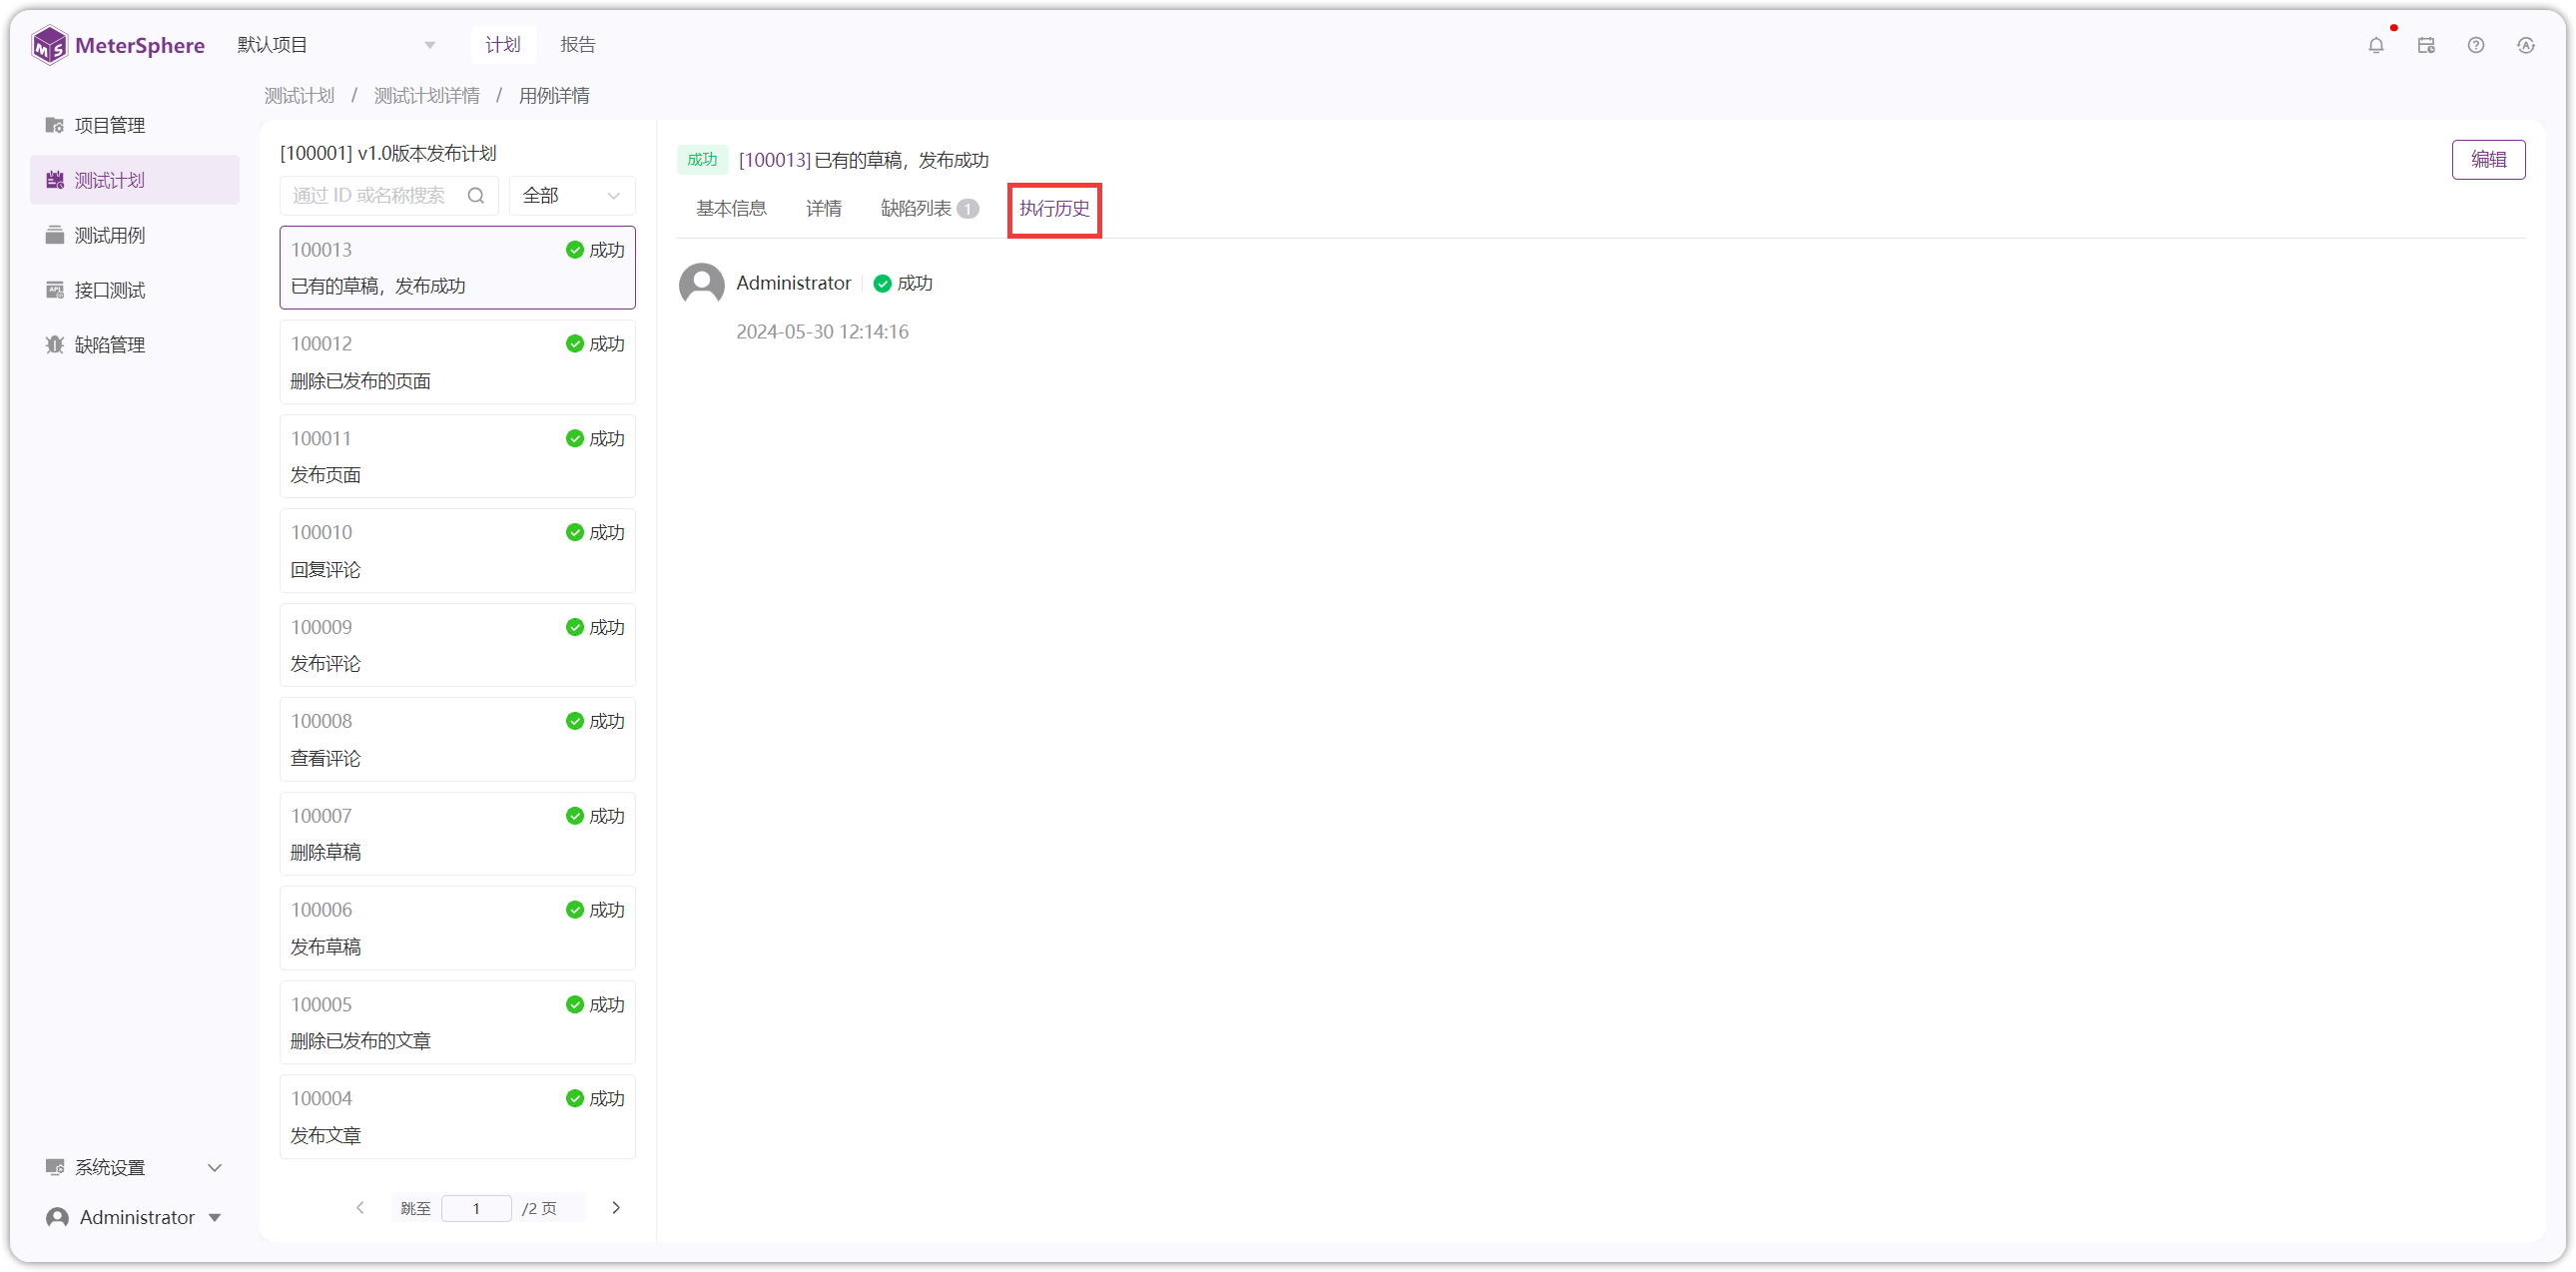 MeterSphere
默认项目
计划
报告
项目管理
测试计划
测试用例
接口测试
缺陷管理
系统设置
Administrator
测试计划 / 测试计划详情 / 用例详情
[100001] v1.0版本发布计划
通过 ID 或名称搜索
全部
100013
成功
已有的草稿，发布成功
100012
成功
删除已发布的页面
100011
成功
发布页面
100010
成功
回复评论
100009
成功
发布评论
100008
成功
查看评论
100007
成功
删除草稿
100006
成功
发布草稿
100005
成功
删除已发布的文章
100004
成功
发布文章
跳至 1 /2 页
成功 [100013] 已有的草稿，发布成功
编辑
基本信息
详情
缺陷列表 1
执行历史
Administrator
成功
2024-05-30 12:14:16